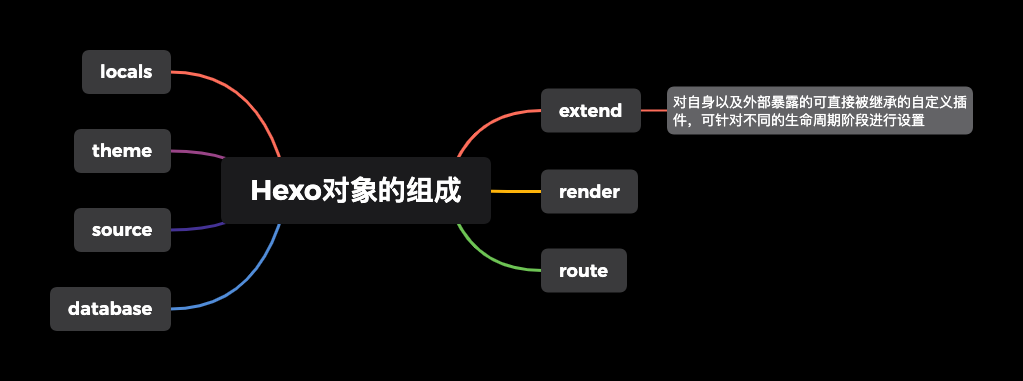 locals
theme
source
database
Hexo对象的组成
extend
对自身以及外部暴露的可直接被继承的自定义插
件，可针对不同的生命周期阶段进行设置
render
route